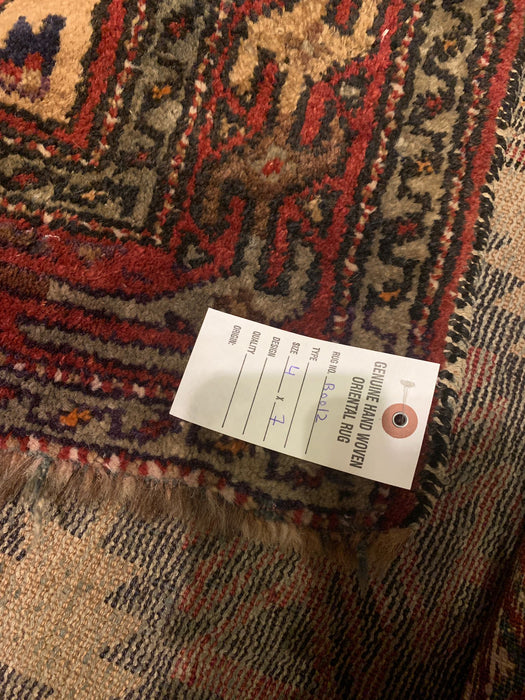 GENUINE HAND WOVEN
ORIENTAL RUG
RUG NO. B0012
TYPE
SIZE 4 X 7
DESIGN
QUALITY
ORIGIN: